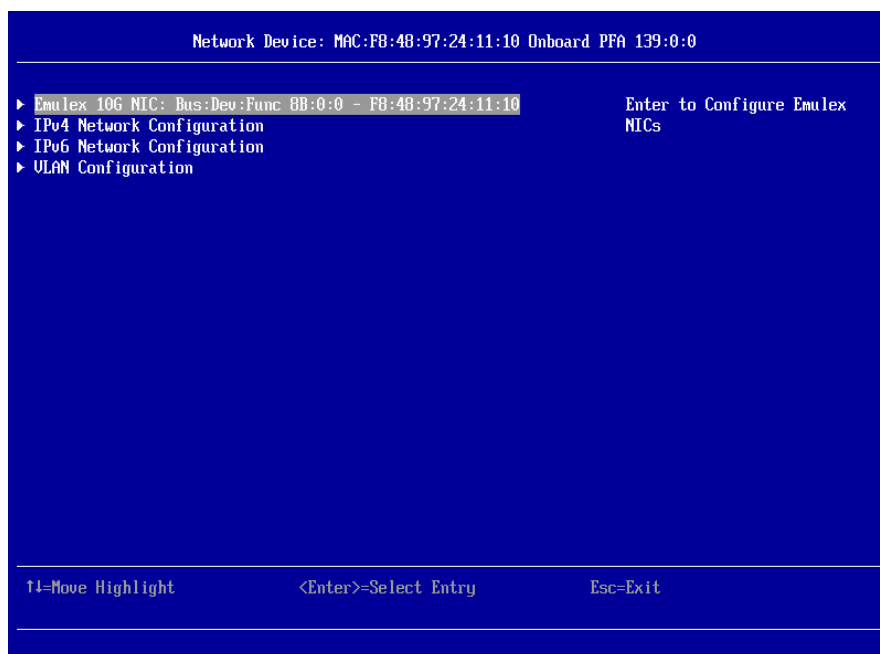 Network Device: MAC:F8:48:97:24:11:10 Onboard PFA 139:0:0
Emulex 10G NIC: Bus:Dev:Func 8B:0:0 - F8:48:97:24:11:10
IPv4 Network Configuration
IPv6 Network Configuration
VLAN Configuration
Enter to Configure Emulex
NICs
↑↓=Move Highlight <Enter>=Select Entry Esc=Exit